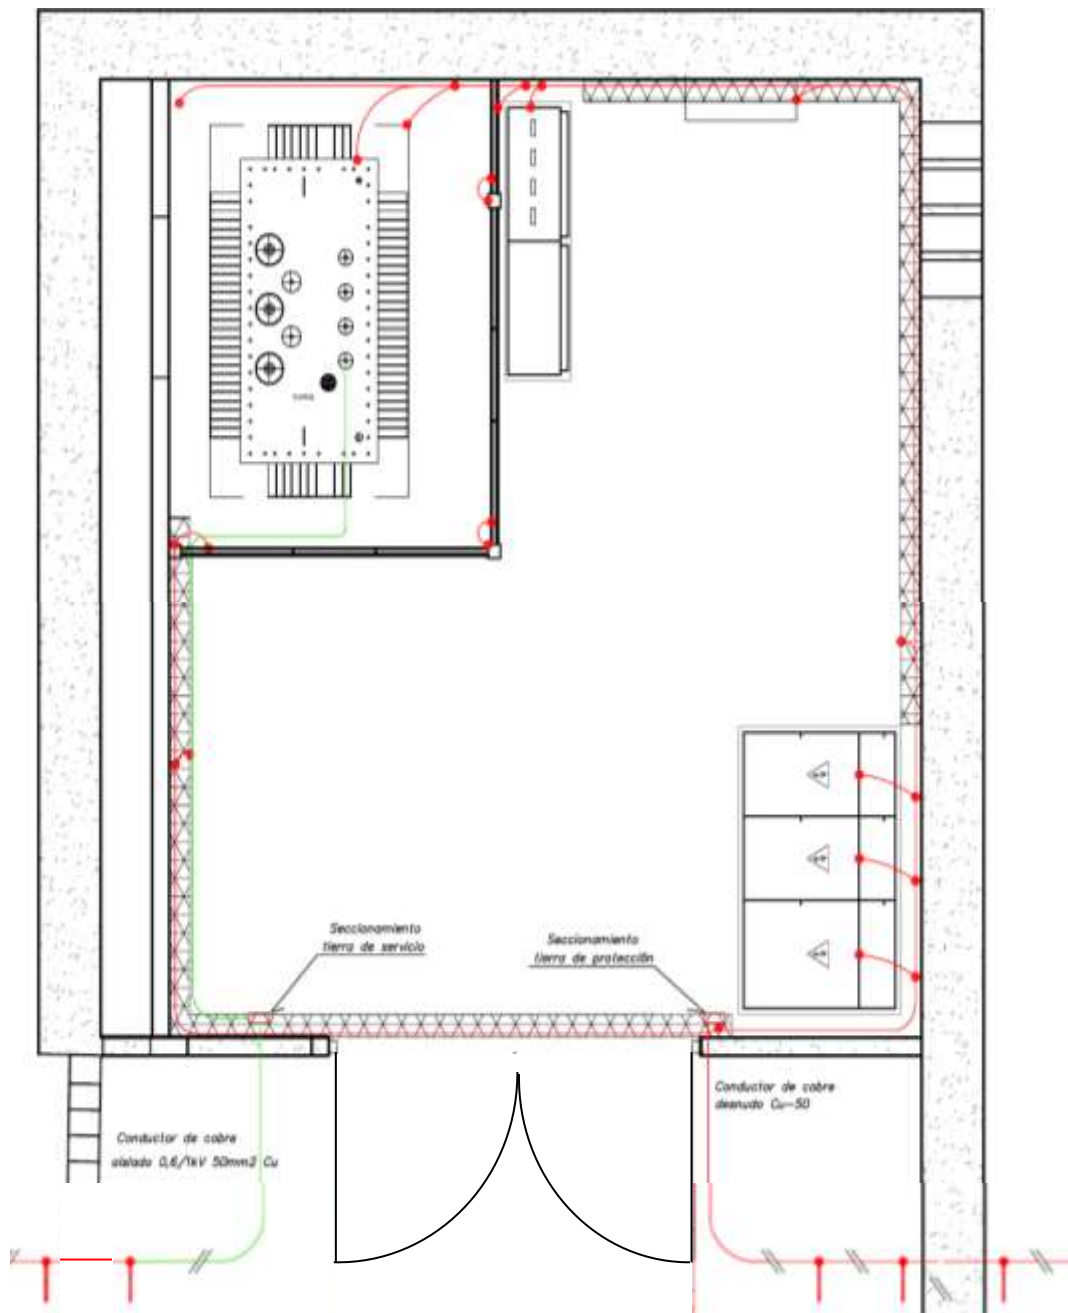 Seccionamiento
tierra de servicio
Seccionamiento
tierra de protección
Conductor de cobre
desnudo Cu-50
Conductor de cobre
aislado 0,6/1kV 50mm2 Cu